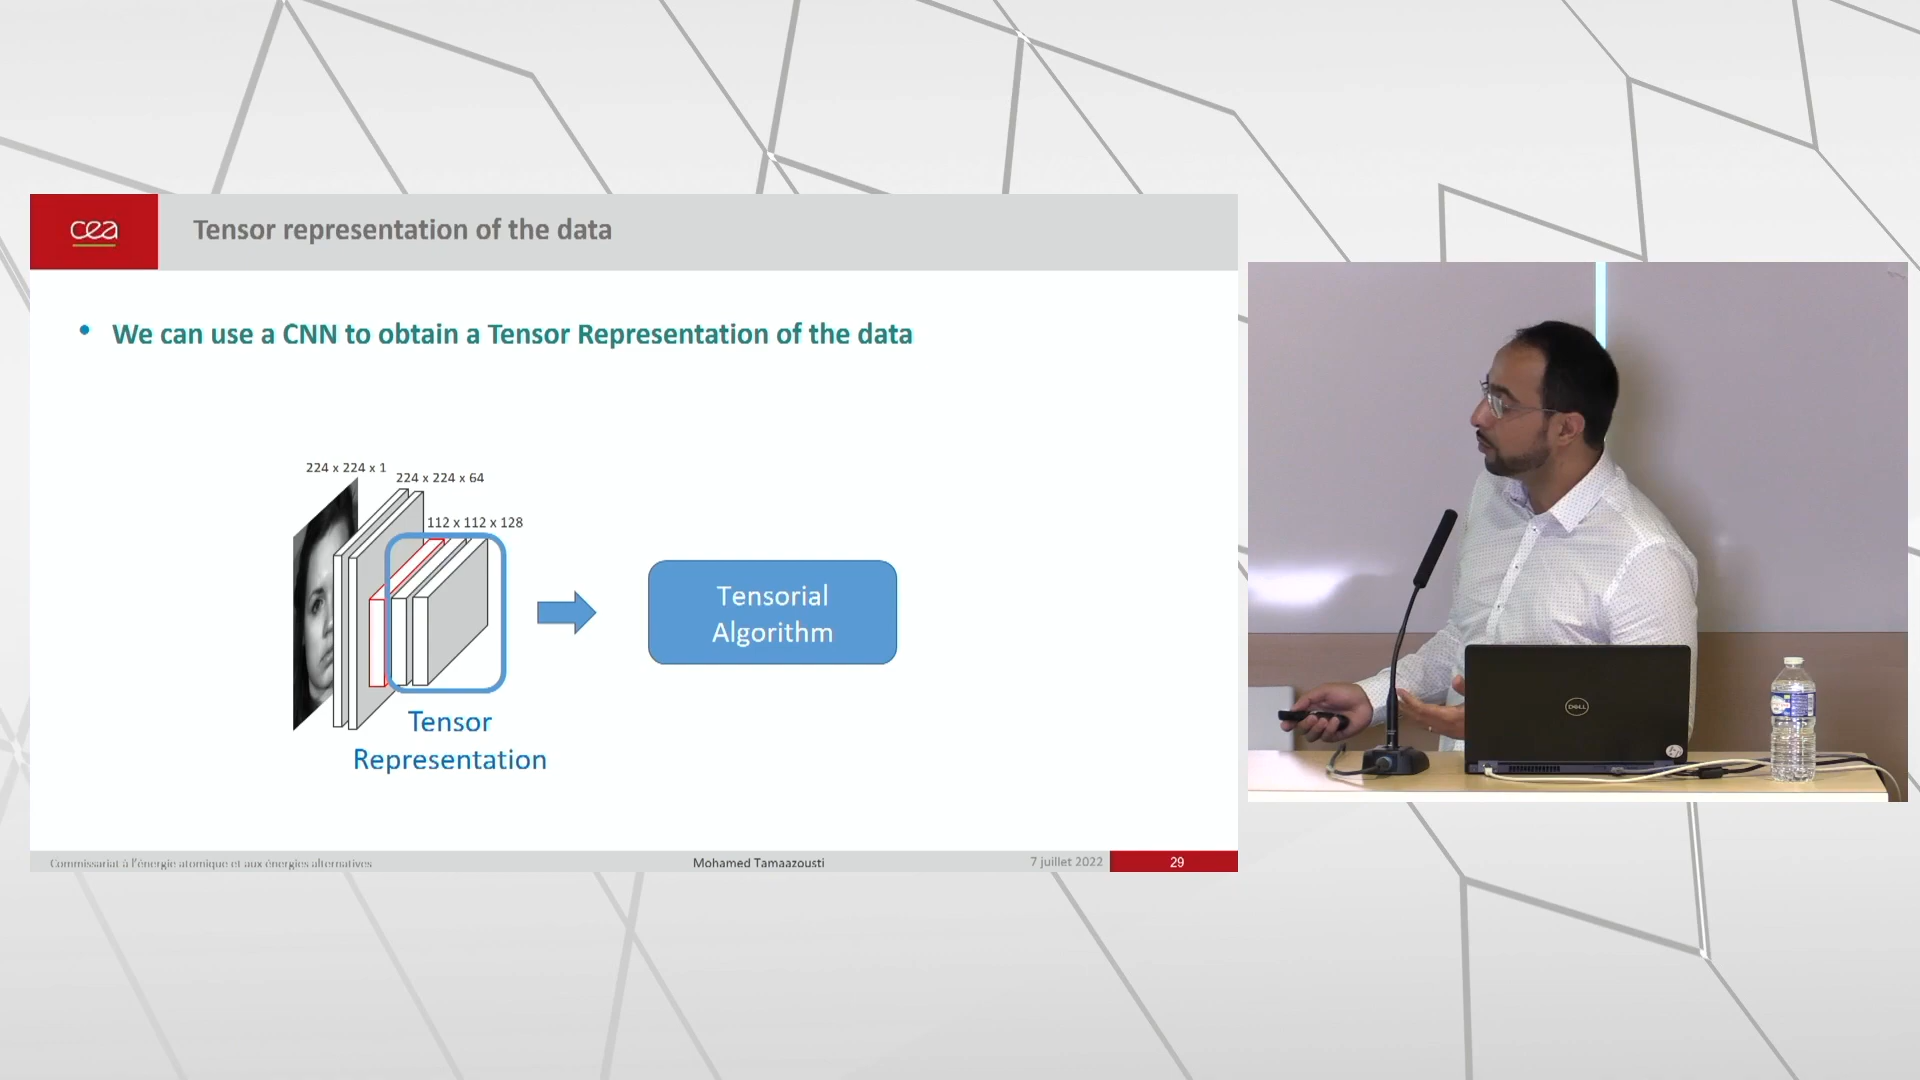 cea
Tensor representation of the data
• We can use a CNN to obtain a Tensor Representation of the data
224 x 224 x 1
224 x 224 x 64
112 x 112 x 128
Tensorial
Algorithm
Tensor
Representation
Commissariat à l'énergie atomique et aux énergies alternatives
Mohamed Tamaazousti
7 juillet 2022
29
DELL